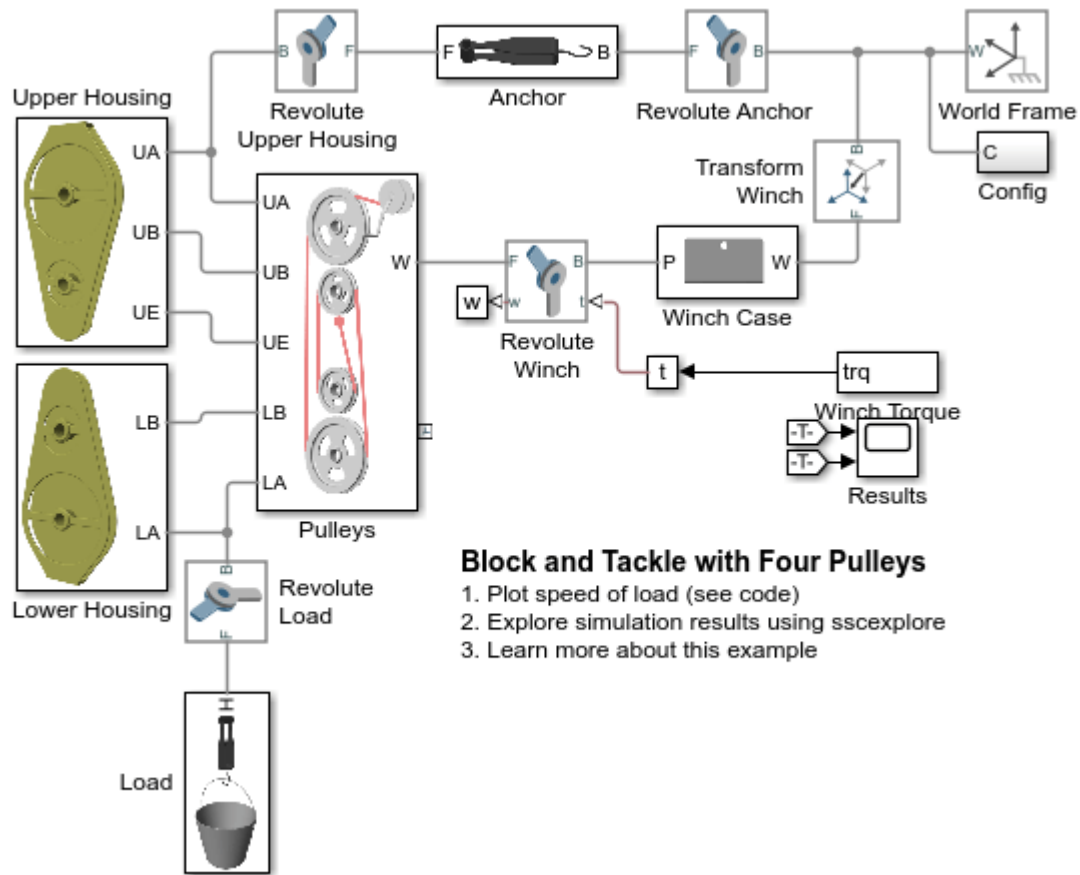 B
F
F
B
F
B
W
Revolute
Upper Housing
Anchor
Revolute Anchor
World Frame
Upper Housing
UA
UB
UE
UA
UB
UE
LB
LA
W
Pulleys
B
F
Transform
Winch
C
Config
F
B
w
t
w
Revolute
Winch
P
W
Winch Case
t
trq
Winch Torque
-T-
-T-
Results
LB
LA
Lower Housing
B
F
Revolute
Load
Block and Tackle with Four Pulleys
1. Plot speed of load (see code)
2. Explore simulation results using sscexplore
3. Learn more about this example
H
Load